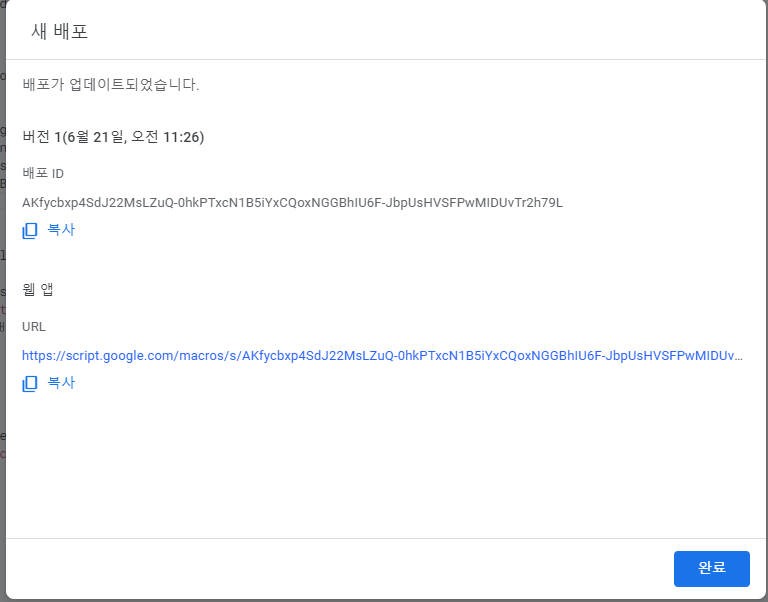 새 배포
배포가 업데이트되었습니다.
버전 1(6월 21일, 오전 11:26)
배포 ID
AKfycbxp4SdJ22MsLZuQ-0hkPTxcN1B5iYxCQoxNGGBhIU6F-JbpUsHVSFPwMIDUvTr2h79L
복사
웹 앱
URL
https://script.google.com/macros/s/AKfycbxp4SdJ22MsLZuQ-0hkPTxcN1B5iYxCQoxNGGBhIU6F-JbpUsHVSFPwMIDUv...
복사
완료